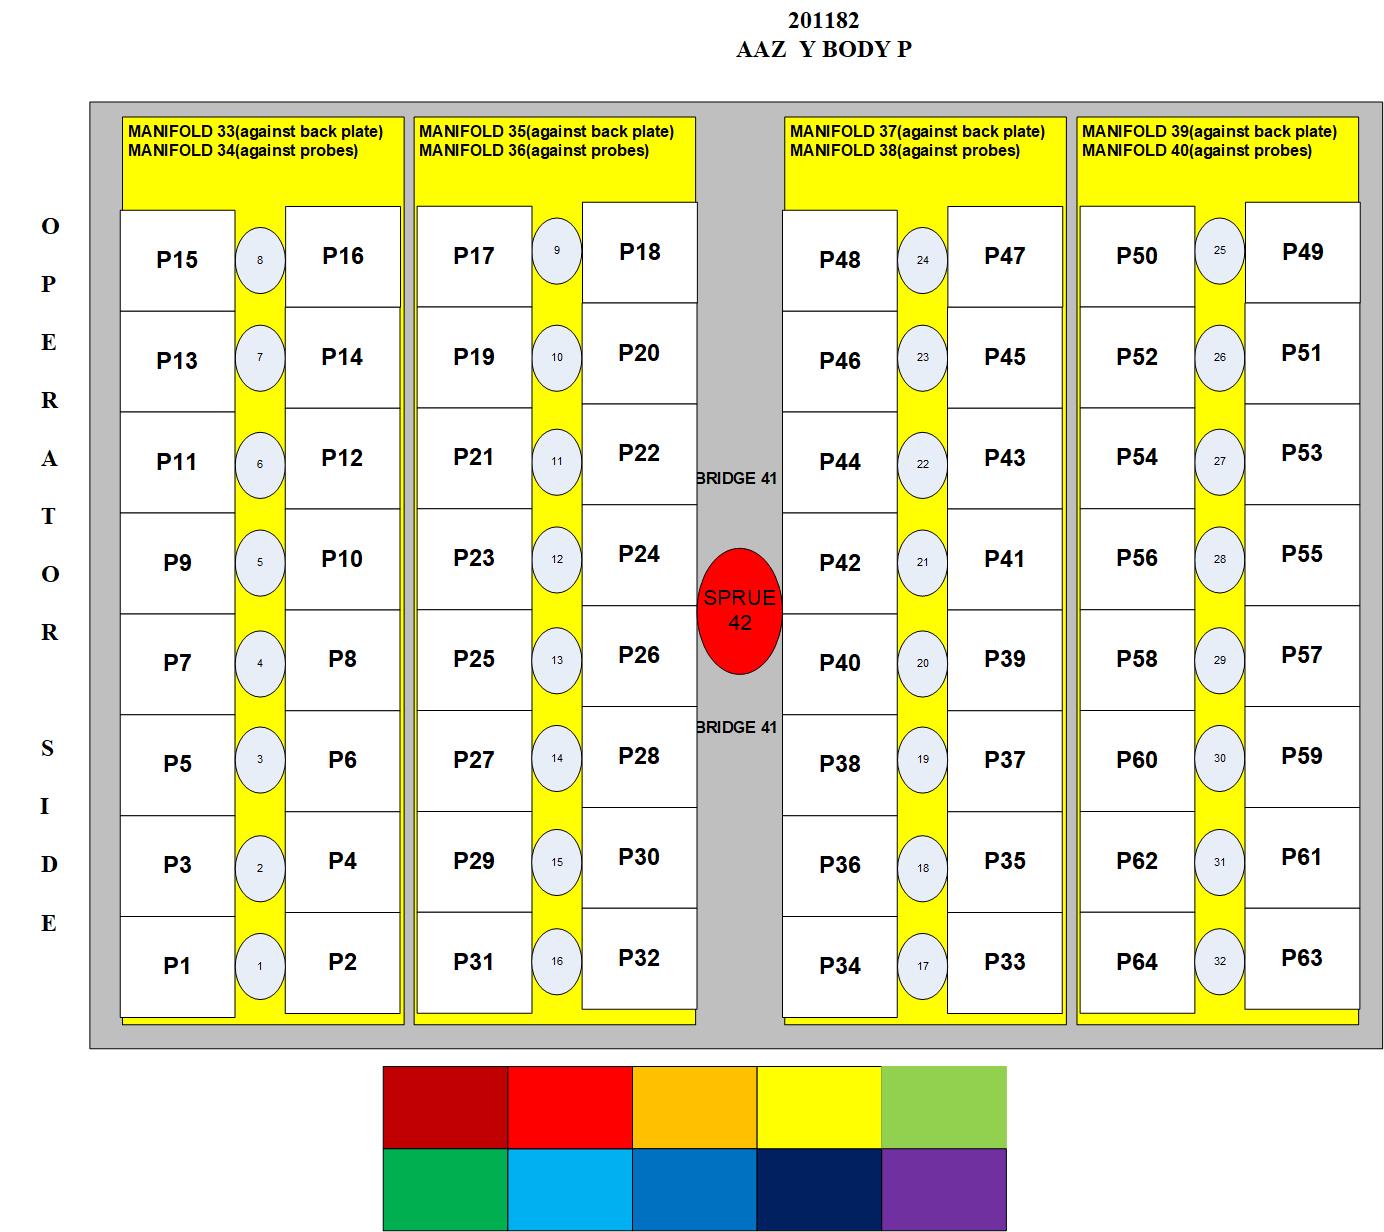 201182
AAZ  Y BODY P
MANIFOLD 33(against back plate)
MANIFOLD 34(against probes)
MANIFOLD 35(against back plate)
MANIFOLD 36(against probes)
MANIFOLD 37(against back plate)
MANIFOLD 38(against probes)
MANIFOLD 39(against back plate)
MANIFOLD 40(against probes)
OPERATOR SIDE
P15 8 P16 P17 9 P18 P48 24 P47 P50 25 P49
P13 7 P14 P19 10 P20 P46 23 P45 P52 26 P51
P11 6 P12 P21 11 P22 P44 22 P43 P54 27 P53
BRIDGE 41
P9 5 P10 P23 12 P24 P42 21 P41 P56 28 P55
SPRUE
42
P7 4 P8 P25 13 P26 P40 20 P39 P58 29 P57
BRIDGE 41
P5 3 P6 P27 14 P28 P38 19 P37 P60 30 P59
P3 2 P4 P29 15 P30 P36 18 P35 P62 31 P61
P1 1 P2 P31 16 P32 P34 17 P33 P64 32 P63